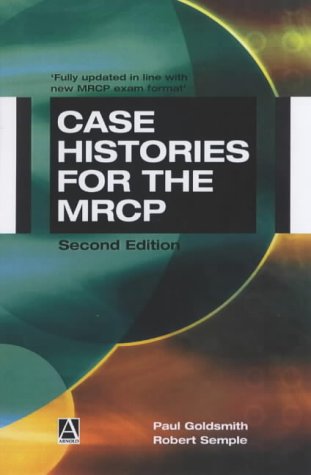 'Fully updated in line with
new MRCP exam format'
CASE
HISTORIES
FOR THE
MRCP
Second Edition
Paul Goldsmith
Robert Semple
A
ARNOLD